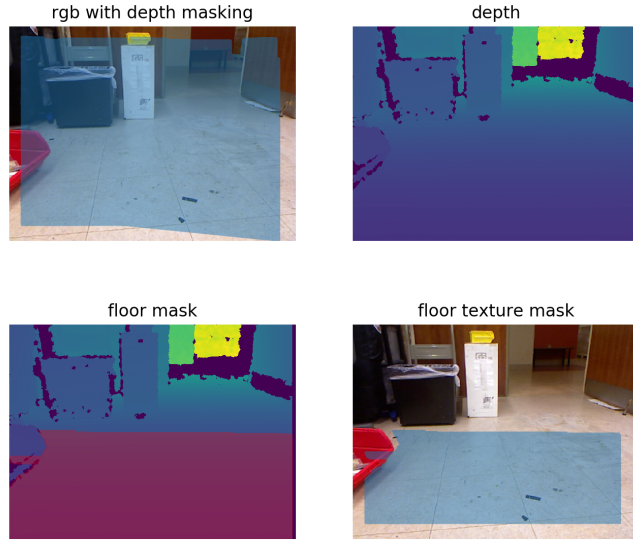 rgb with depth masking
depth
floor mask
floor texture mask